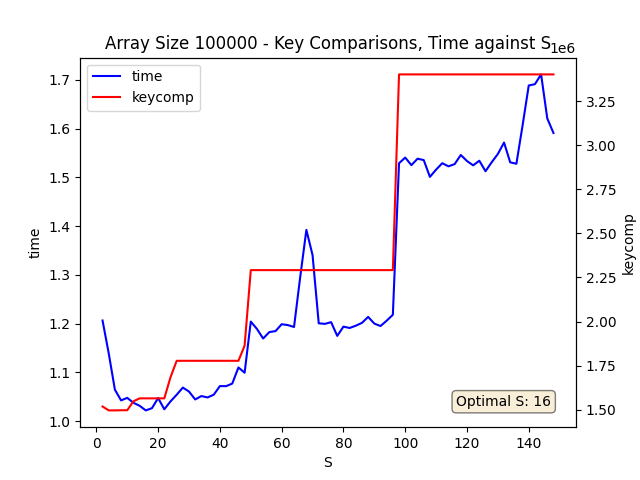 Array Size 100000 - Key Comparisons, Time against S
1e6
time
keycomp
1.7
1.6
1.5
1.4
1.3
1.2
1.1
1.0
time
3.25
3.00
2.75
2.50
2.25
2.00
1.75
1.50
keycomp
Optimal S: 16
0 20 40 60 80 100 120 140
S